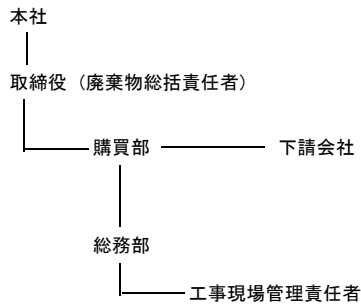 本社
取締役（廃棄物総括責任者）
購買部
下請会社
総務部
工事現場管理責任者